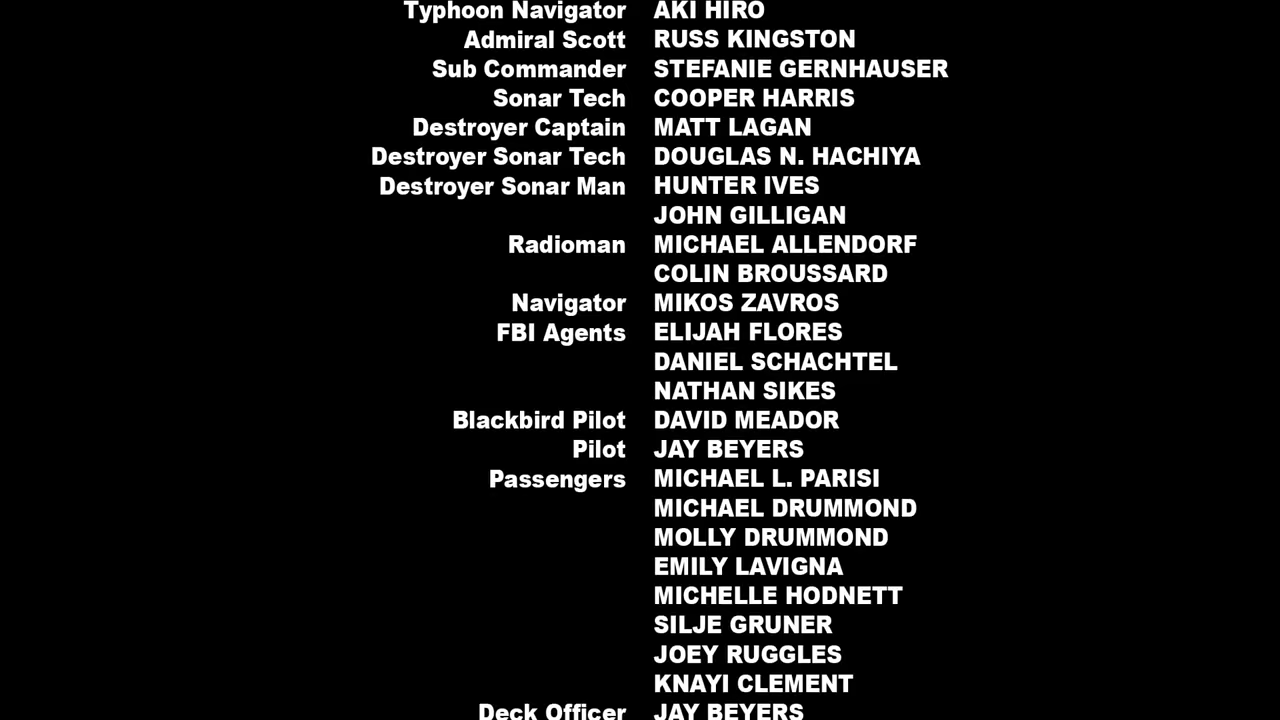 Typhoon Navigator AKI HIRO
Admiral Scott RUSS KINGSTON
Sub Commander STEFANIE GERNHAUSER
Sonar Tech COOPER HARRIS
Destroyer Captain MATT LAGAN
Destroyer Sonar Tech DOUGLAS N. HACHIYA
Destroyer Sonar Man HUNTER IVES
JOHN GILLIGAN
Radioman MICHAEL ALLENDORF
COLIN BROUSSARD
Navigator MIKOS ZAVROS
FBI Agents ELIJAH FLORES
DANIEL SCHACHTEL
NATHAN SIKES
Blackbird Pilot DAVID MEADOR
Pilot JAY BEYERS
Passengers MICHAEL L. PARISI
MICHAEL DRUMMOND
MOLLY DRUMMOND
EMILY LAVIGNA
MICHELLE HODNETT
SILJE GRUNER
JOEY RUGGLES
KNAYI CLEMENT
Deck Officer JAY BEYERS